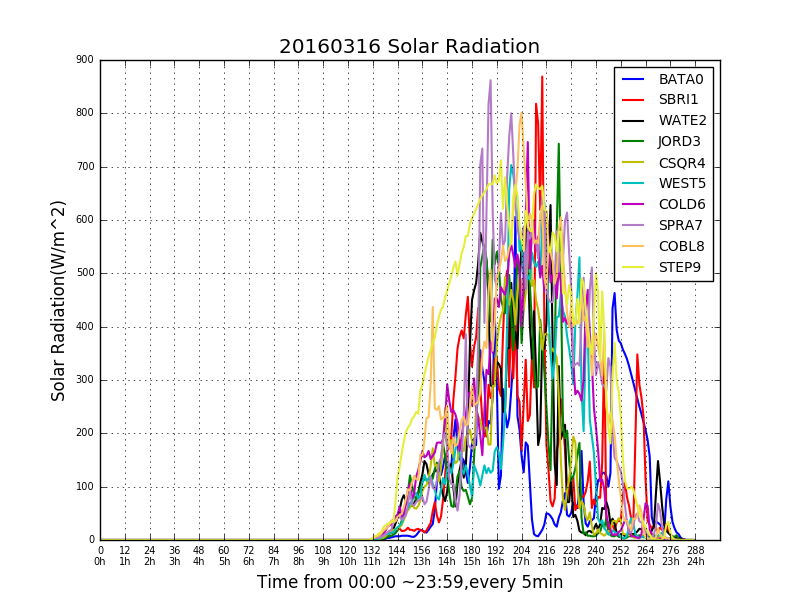 20160316 Solar Radiation
900
800
700
600
500
400
300
200
100
0
Solar Radiation(W/m^2)
BATA0
SBRI1
WATE2
JORD3
CSQR4
WEST5
COLD6
SPRA7
COBL8
STEP9
0 12 24 36 48 60 72 84 96 108 120 132 144 156 168 180 192 204 216 228 240 252 264 276 288
0h 1h 2h 3h 4h 5h 6h 7h 8h 9h 10h 11h 12h 13h 14h 15h 16h 17h 18h 19h 20h 21h 22h 23h 24h
Time from 00:00 ~23:59,every 5min